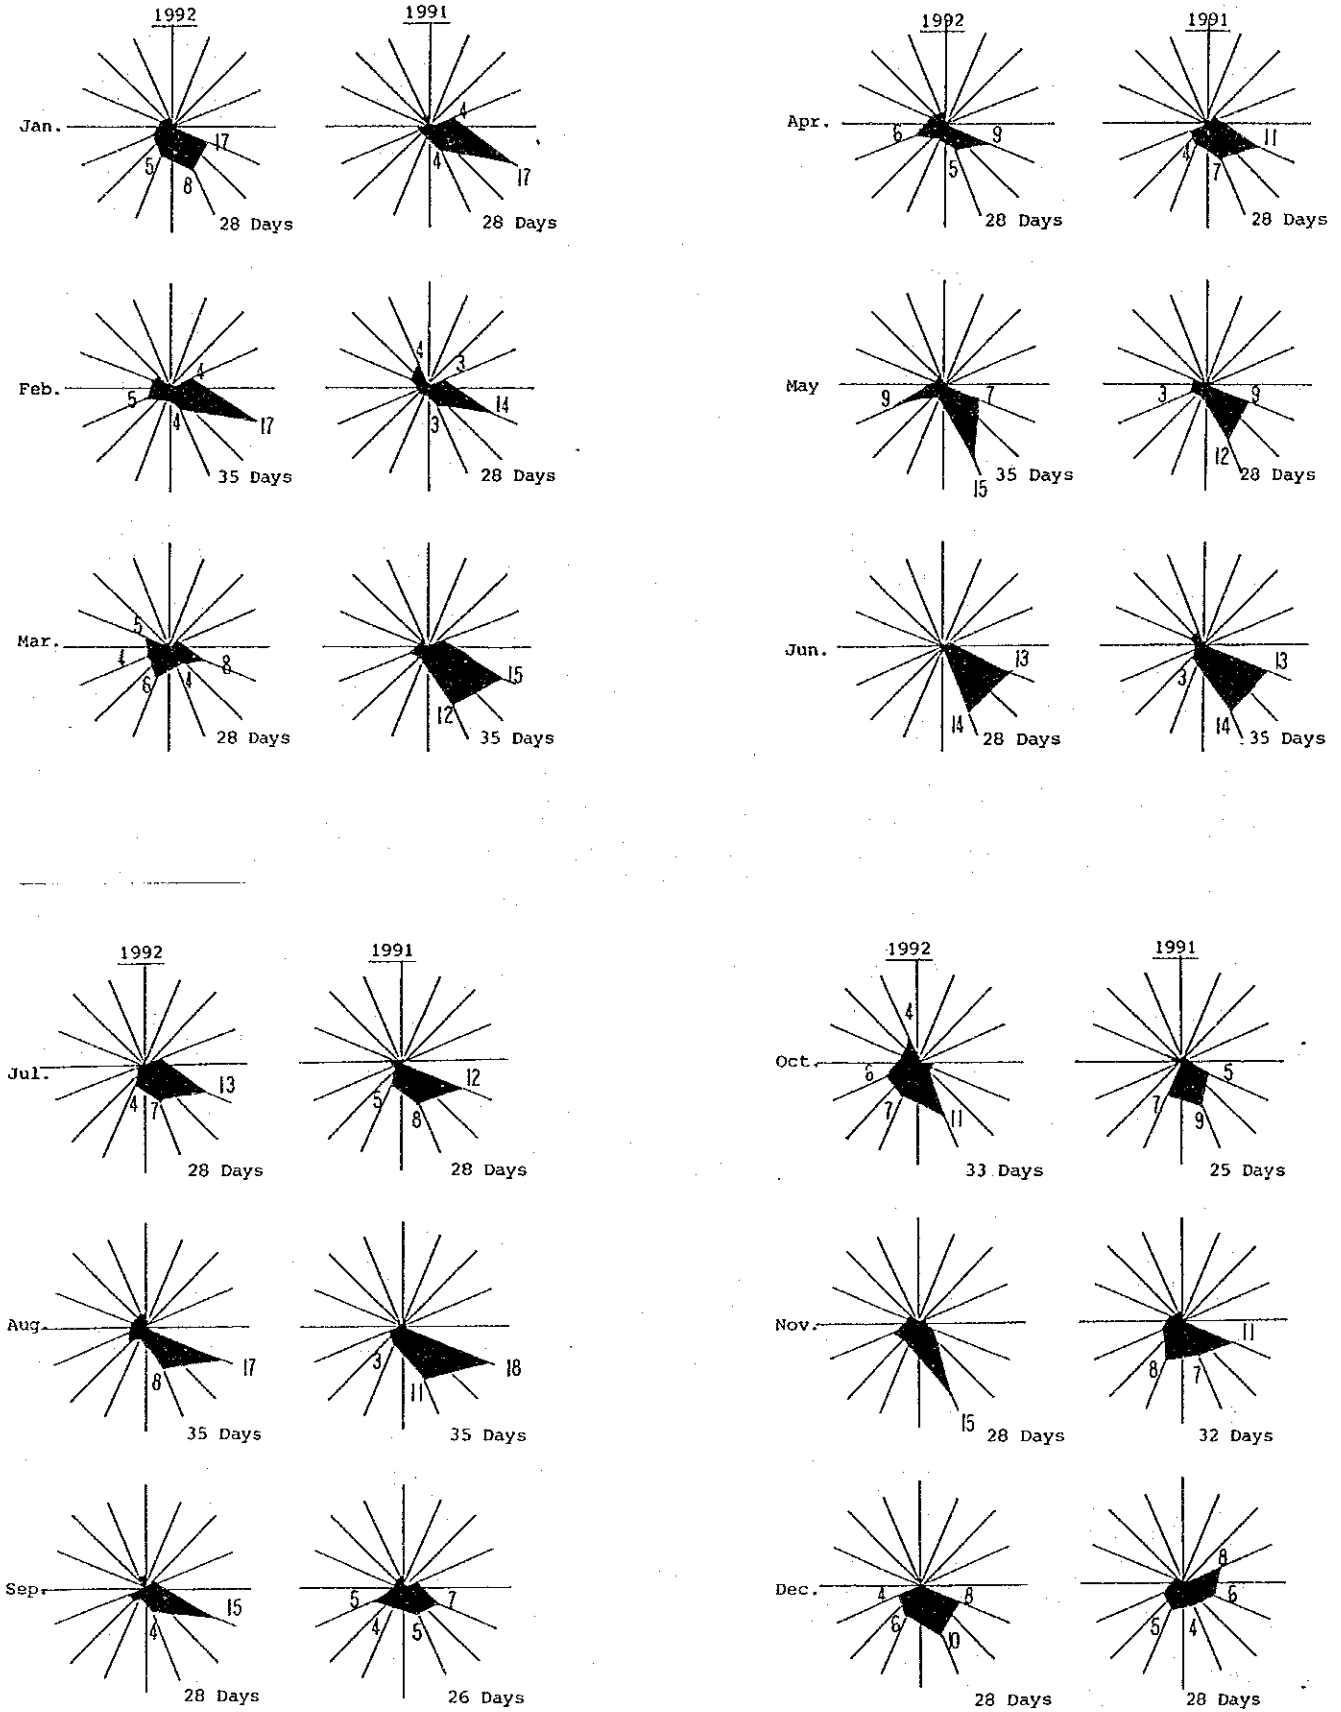 1992 1991 1992 1991
Jan. 17 5 8 28 Days
4 4 17 28 Days
Apr. 6 9 5 28 Days
4 11 7 28 Days
Feb. 4 5 4 17 35 Days
4 3 14 3 28 Days
May 9 7 15 35 Days
3 9 12 28 Days
Mar. 5 4 8 6 4 28 Days
15 12 35 Days
Jun. 13 14 28 Days
3 13 14 35 Days
1992 1991 1992 1991
Jul. 13 4 7 28 Days
12 5 8 28 Days
Oct. 4 6 7 11 33 Days
5 7 9 25 Days
Aug. 17 8 35 Days
3 18 11 35 Days
Nov. 15 28 Days
11 8 7 32 Days
Sep. 15 4 28 Days
5 7 4 5 26 Days
Dec. 4 8 6 10 28 Days
8 6 5 4 28 Days